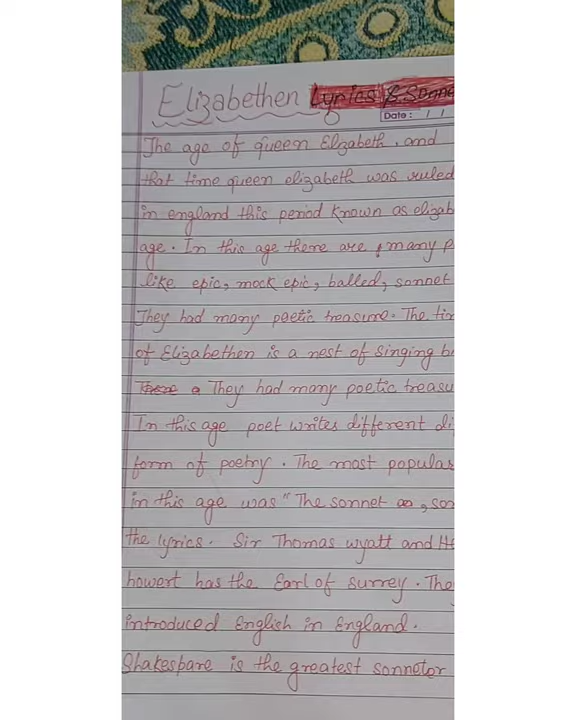 Elizabethen Lyrics & Sonne
Date : / /
The age of queen Elzabeth, and
that time queen elizabeth was ruled
in england this period known as elizab
age. In this age there are, many p
like epic, mock epic, balled, sonnet
They had many poetic treasure. The tim
of Elizabethen is a nest of singing b
They had many poetic treasu
In this age poet writes different di
form of poetry. The most popular
in this age was "The sonnet , son
the lyrics. Sir Thomas wyatt and He
howert has the Earl of surrey. They
introduced English in England.
Shakespare is the greatest sonnetor